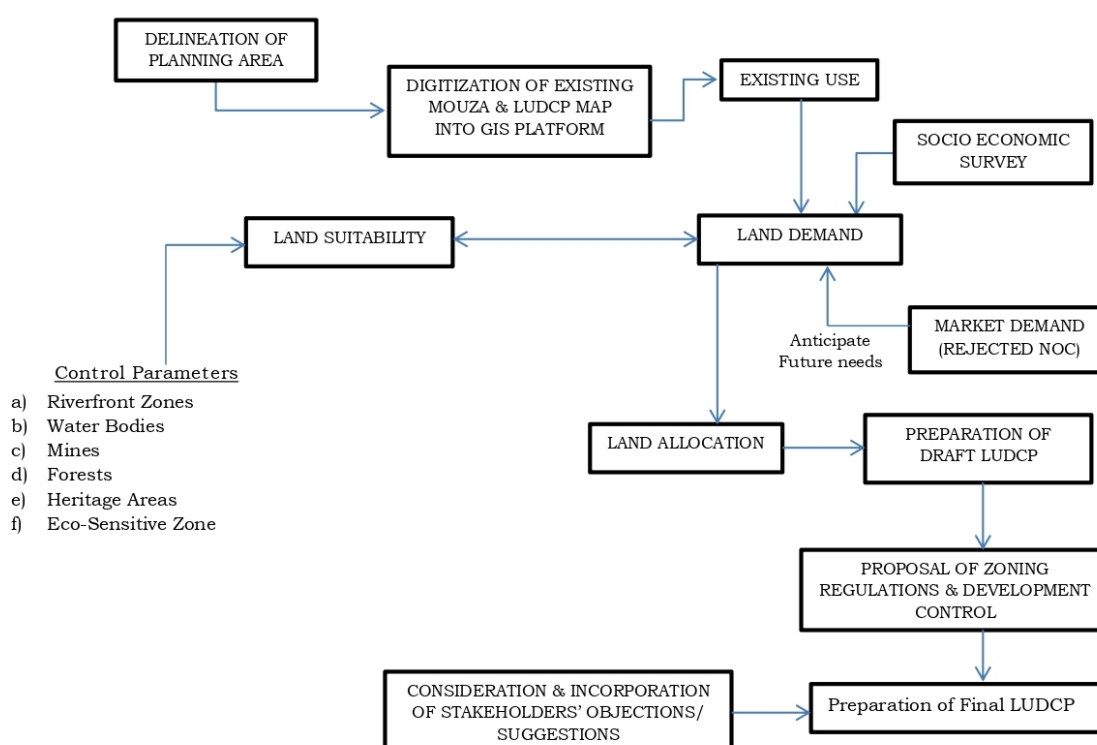 DELINEATION OF
PLANNING AREA
DIGITIZATION OF EXISTING
MOUZA & LUDCP MAP
INTO GIS PLATFORM
EXISTING USE
SOCIO ECONOMIC
SURVEY
LAND SUITABILITY
LAND DEMAND
MARKET DEMAND
(REJECTED NOC)
Anticipate
Future needs
Control Parameters
a) Riverfront Zones
b) Water Bodies
c) Mines
d) Forests
e) Heritage Areas
f) Eco-Sensitive Zone
LAND ALLOCATION
PREPARATION OF
DRAFT LUDCP
PROPOSAL OF ZONING
REGULATIONS & DEVELOPMENT
CONTROL
CONSIDERATION & INCORPORATION
OF STAKEHOLDERS’ OBJECTIONS/
SUGGESTIONS
Preparation of Final LUDCP